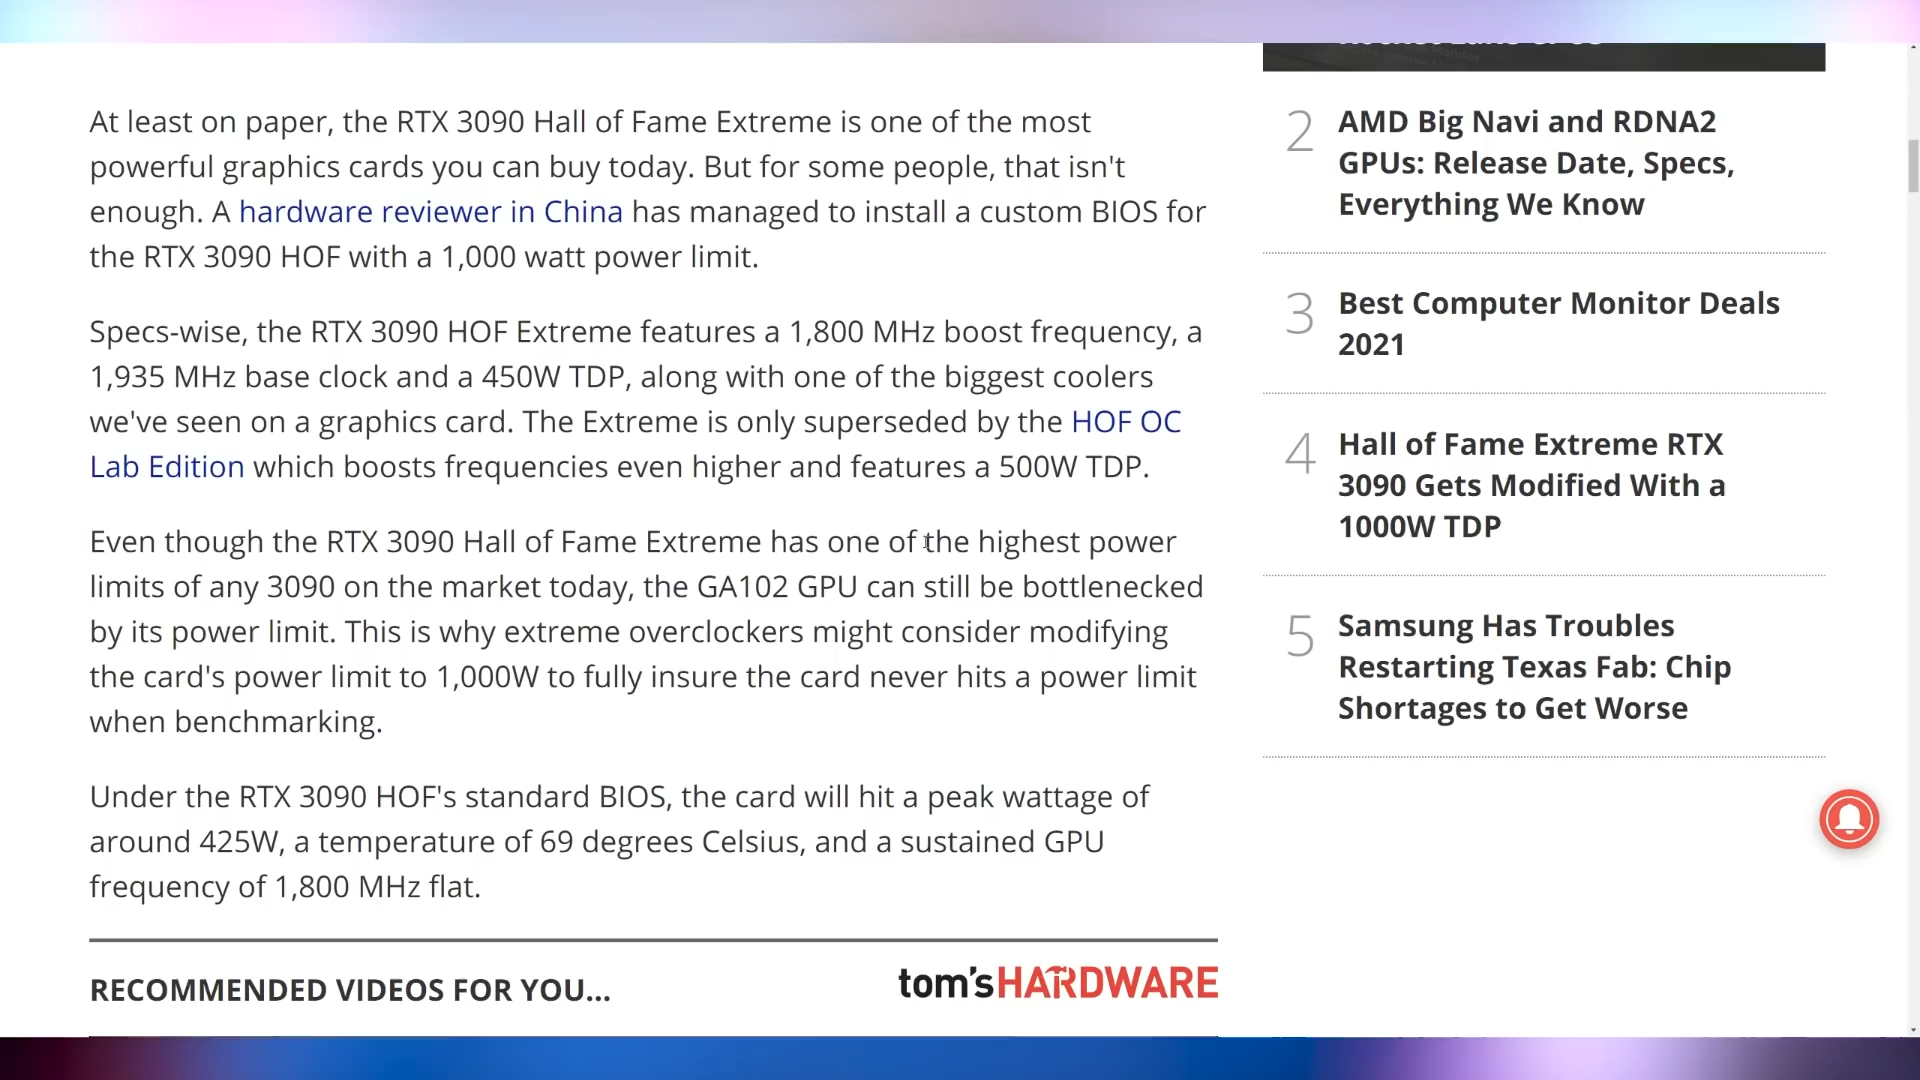 At least on paper, the RTX 3090 Hall of Fame Extreme is one of the most
powerful graphics cards you can buy today. But for some people, that isn't
enough. A hardware reviewer in China has managed to install a custom BIOS for
the RTX 3090 HOF with a 1,000 watt power limit.
Specs-wise, the RTX 3090 HOF Extreme features a 1,800 MHz boost frequency, a
1,935 MHz base clock and a 450W TDP, along with one of the biggest coolers
we've seen on a graphics card. The Extreme is only superseded by the HOF OC
Lab Edition which boosts frequencies even higher and features a 500W TDP.
Even though the RTX 3090 Hall of Fame Extreme has one of the highest power
limits of any 3090 on the market today, the GA102 GPU can still be bottlenecked
by its power limit. This is why extreme overclockers might consider modifying
the card's power limit to 1,000W to fully insure the card never hits a power limit
when benchmarking.
Under the RTX 3090 HOF's standard BIOS, the card will hit a peak wattage of
around 425W, a temperature of 69 degrees Celsius, and a sustained GPU
frequency of 1,800 MHz flat.
RECOMMENDED VIDEOS FOR YOU...
tom'sHARDWARE
2
AMD Big Navi and RDNA2
GPUs: Release Date, Specs,
Everything We Know
3
Best Computer Monitor Deals
2021
4
Hall of Fame Extreme RTX
3090 Gets Modified With a
1000W TDP
5
Samsung Has Troubles
Restarting Texas Fab: Chip
Shortages to Get Worse